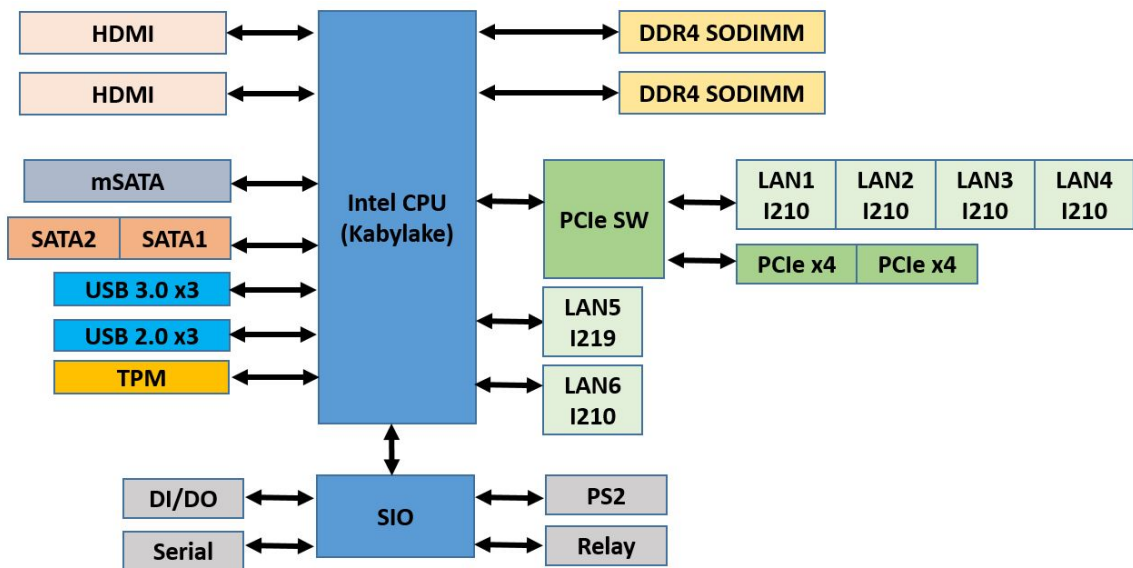 HDMI
DDR4 SODIMM
HDMI
DDR4 SODIMM
mSATA
Intel CPU
(Kabylake)
PCIe SW
LAN1
I210
LAN2
I210
LAN3
I210
LAN4
I210
SATA2
SATA1
PCIe x4
PCIe x4
USB 3.0 x3
LAN5
I219
USB 2.0 x3
TPM
LAN6
I210
DI/DO
SIO
PS2
Serial
Relay